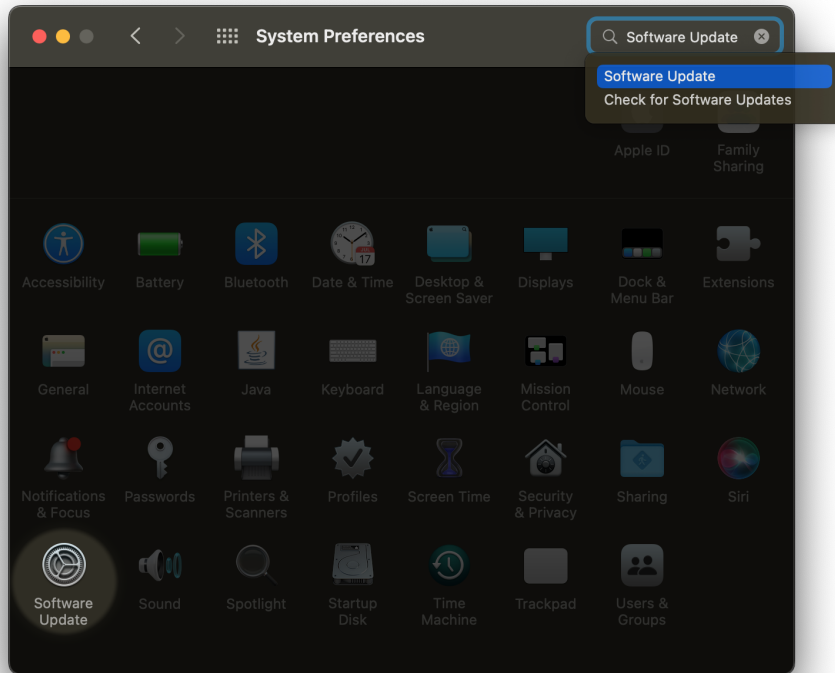 System Preferences
Software Update
Software Update
Check for Software Updates
Apple ID
Family
Sharing
Accessibility
Battery
Bluetooth
Date & Time
Desktop &
Screen Saver
Displays
Dock &
Menu Bar
Extensions
General
Internet
Accounts
Java
Keyboard
Language
& Region
Mission
Control
Mouse
Network
Notifications
& Focus
Passwords
Printers &
Scanners
Profiles
Screen Time
Security
& Privacy
Sharing
Siri
Software
Update
Sound
Spotlight
Startup
Disk
Time
Machine
Trackpad
Users &
Groups